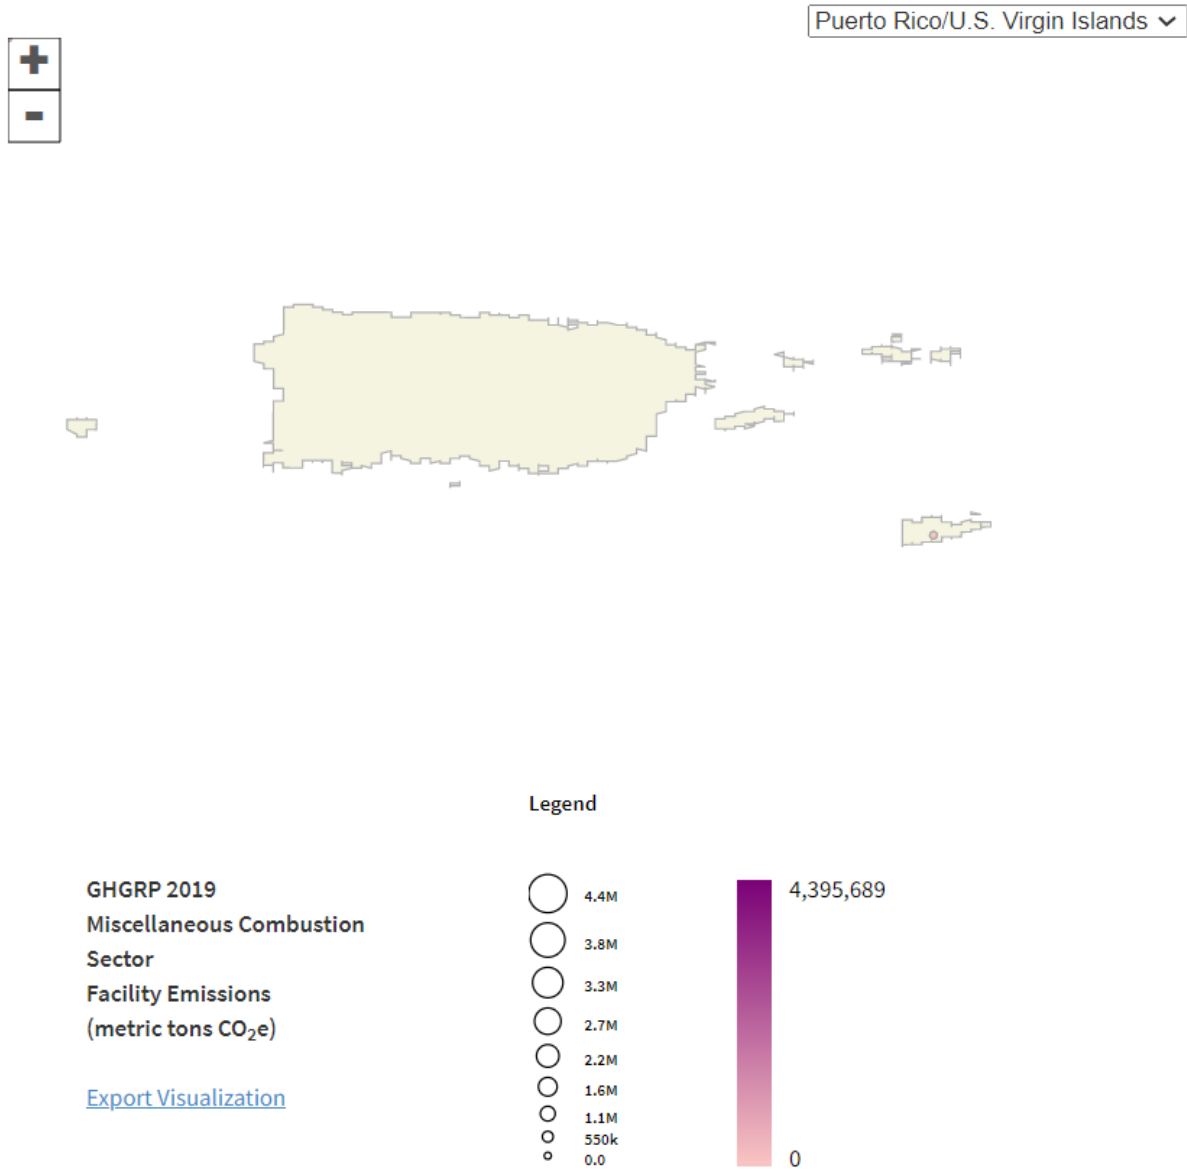 Puerto Rico/U.S. Virgin Islands
+
-
Legend
GHGRP 2019
Miscellaneous Combustion
Sector
Facility Emissions
(metric tons CO₂e)
Export Visualization
4.4M
3.8M
3.3M
2.7M
2.2M
1.6M
1.1M
550k
0.0
4,395,689
0